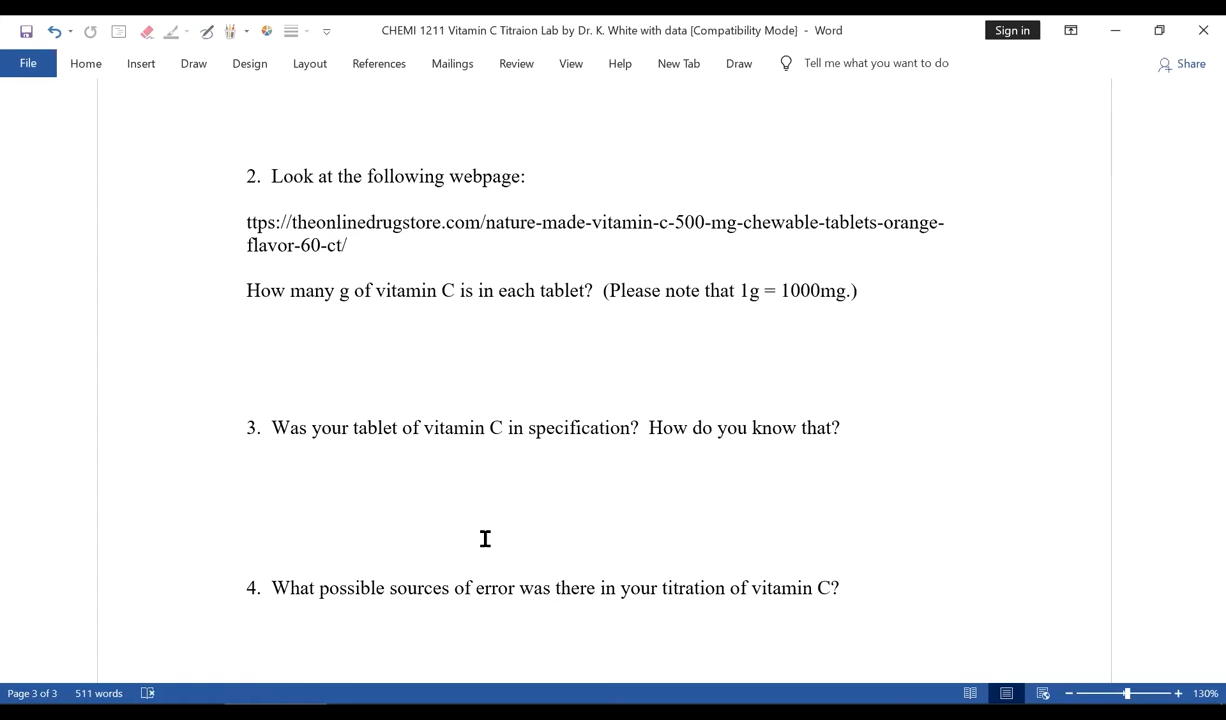 CHEMI 1211 Vitamin C Titraion Lab by Dr. K. White with data [Compatibility Mode] - Word
Sign in
File Home Insert Draw Design Layout References Mailings Review View Help New Tab Draw Tell me what you want to do Share
2. Look at the following webpage:
ttps://theonlinedrugstore.com/nature-made-vitamin-c-500-mg-chewable-tablets-orange-
flavor-60-ct/
How many g of vitamin C is in each tablet? (Please note that 1g = 1000mg.)
3. Was your tablet of vitamin C in specification? How do you know that?
4. What possible sources of error was there in your titration of vitamin C?
Page 3 of 3 511 words 130%